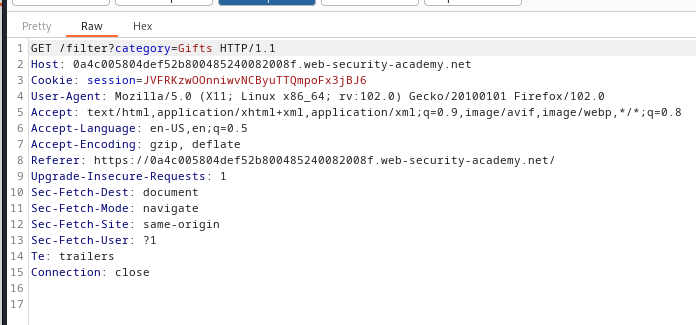 Pretty Raw Hex
1 GET /filter?category=Gifts HTTP/1.1
2 Host: 0a4c005804def52b800485240082008f.web-security-academy.net
3 Cookie: session=JVFRKzwOOnniwvNCByuTTQmpoFx3jBJ6
4 User-Agent: Mozilla/5.0 (X11; Linux x86_64; rv:102.0) Gecko/20100101 Firefox/102.0
5 Accept: text/html,application/xhtml+xml,application/xml;q=0.9,image/avif,image/webp,*/*;q=0.8
6 Accept-Language: en-US,en;q=0.5
7 Accept-Encoding: gzip, deflate
8 Referer: https://0a4c005804def52b800485240082008f.web-security-academy.net/
9 Upgrade-Insecure-Requests: 1
10 Sec-Fetch-Dest: document
11 Sec-Fetch-Mode: navigate
12 Sec-Fetch-Site: same-origin
13 Sec-Fetch-User: ?1
14 Te: trailers
15 Connection: close
16
17